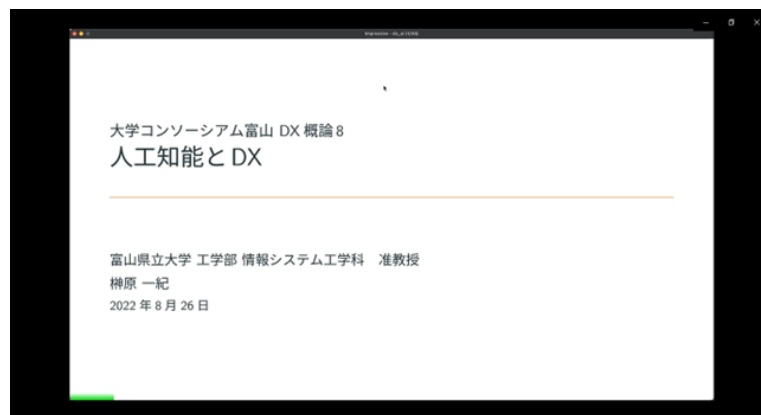 大学コンソーシアム富山 DX 概論 8
人工知能と DX
富山県立大学 工学部 情報システム工学科　准教授
榊原 一紀
2022 年 8 月 26 日